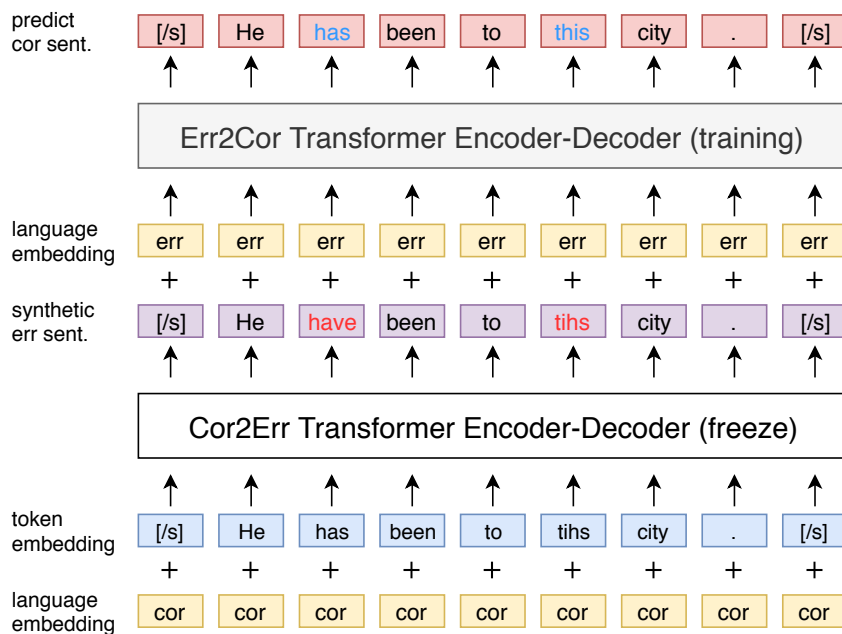 predict
cor sent.
[/s] He has been to this city . [/s]
Err2Cor Transformer Encoder-Decoder (training)
language
embedding
err err err err err err err err err
+ + + + + + + + +
synthetic
err sent.
[/s] He have been to tihs city . [/s]
Cor2Err Transformer Encoder-Decoder (freeze)
token
embedding
[/s] He has been to tihs city . [/s]
+ + + + + + + + +
language
embedding
cor cor cor cor cor cor cor cor cor